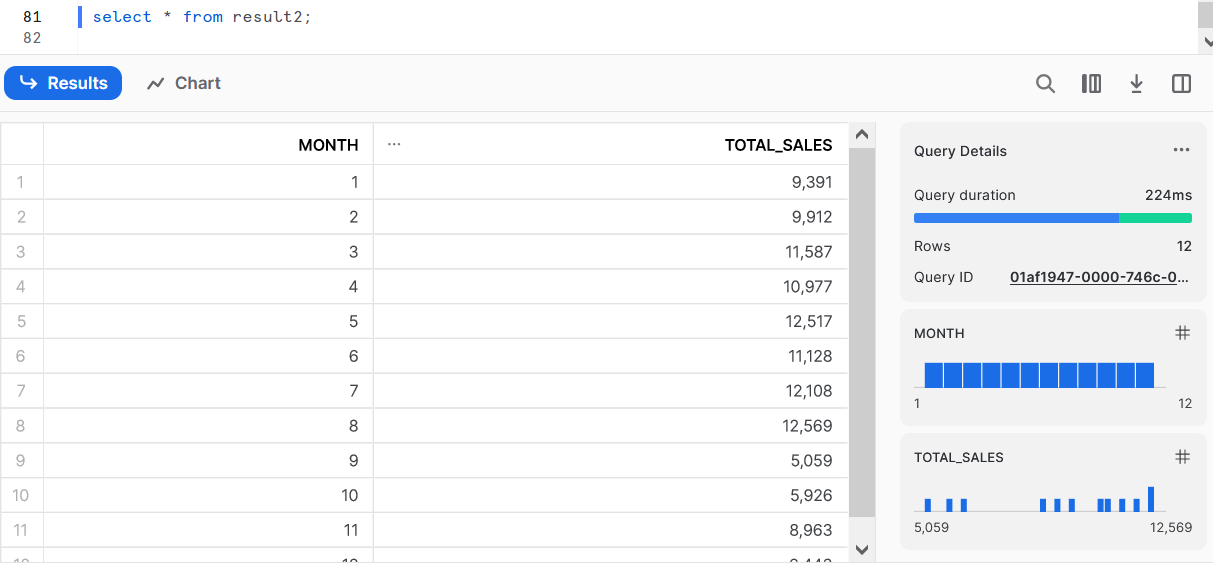 81 select * from result2;
82
Results Chart
MONTH ... TOTAL_SALES
1 1 9,391
2 2 9,912
3 3 11,587
4 4 10,977
5 5 12,517
6 6 11,128
7 7 12,108
8 8 12,569
9 9 5,059
10 10 5,926
11 11 8,963
Query Details ...
Query duration 224ms
Rows 12
Query ID 01af1947-0000-746c-0...
MONTH #
1 12
TOTAL_SALES #
5,059 12,569